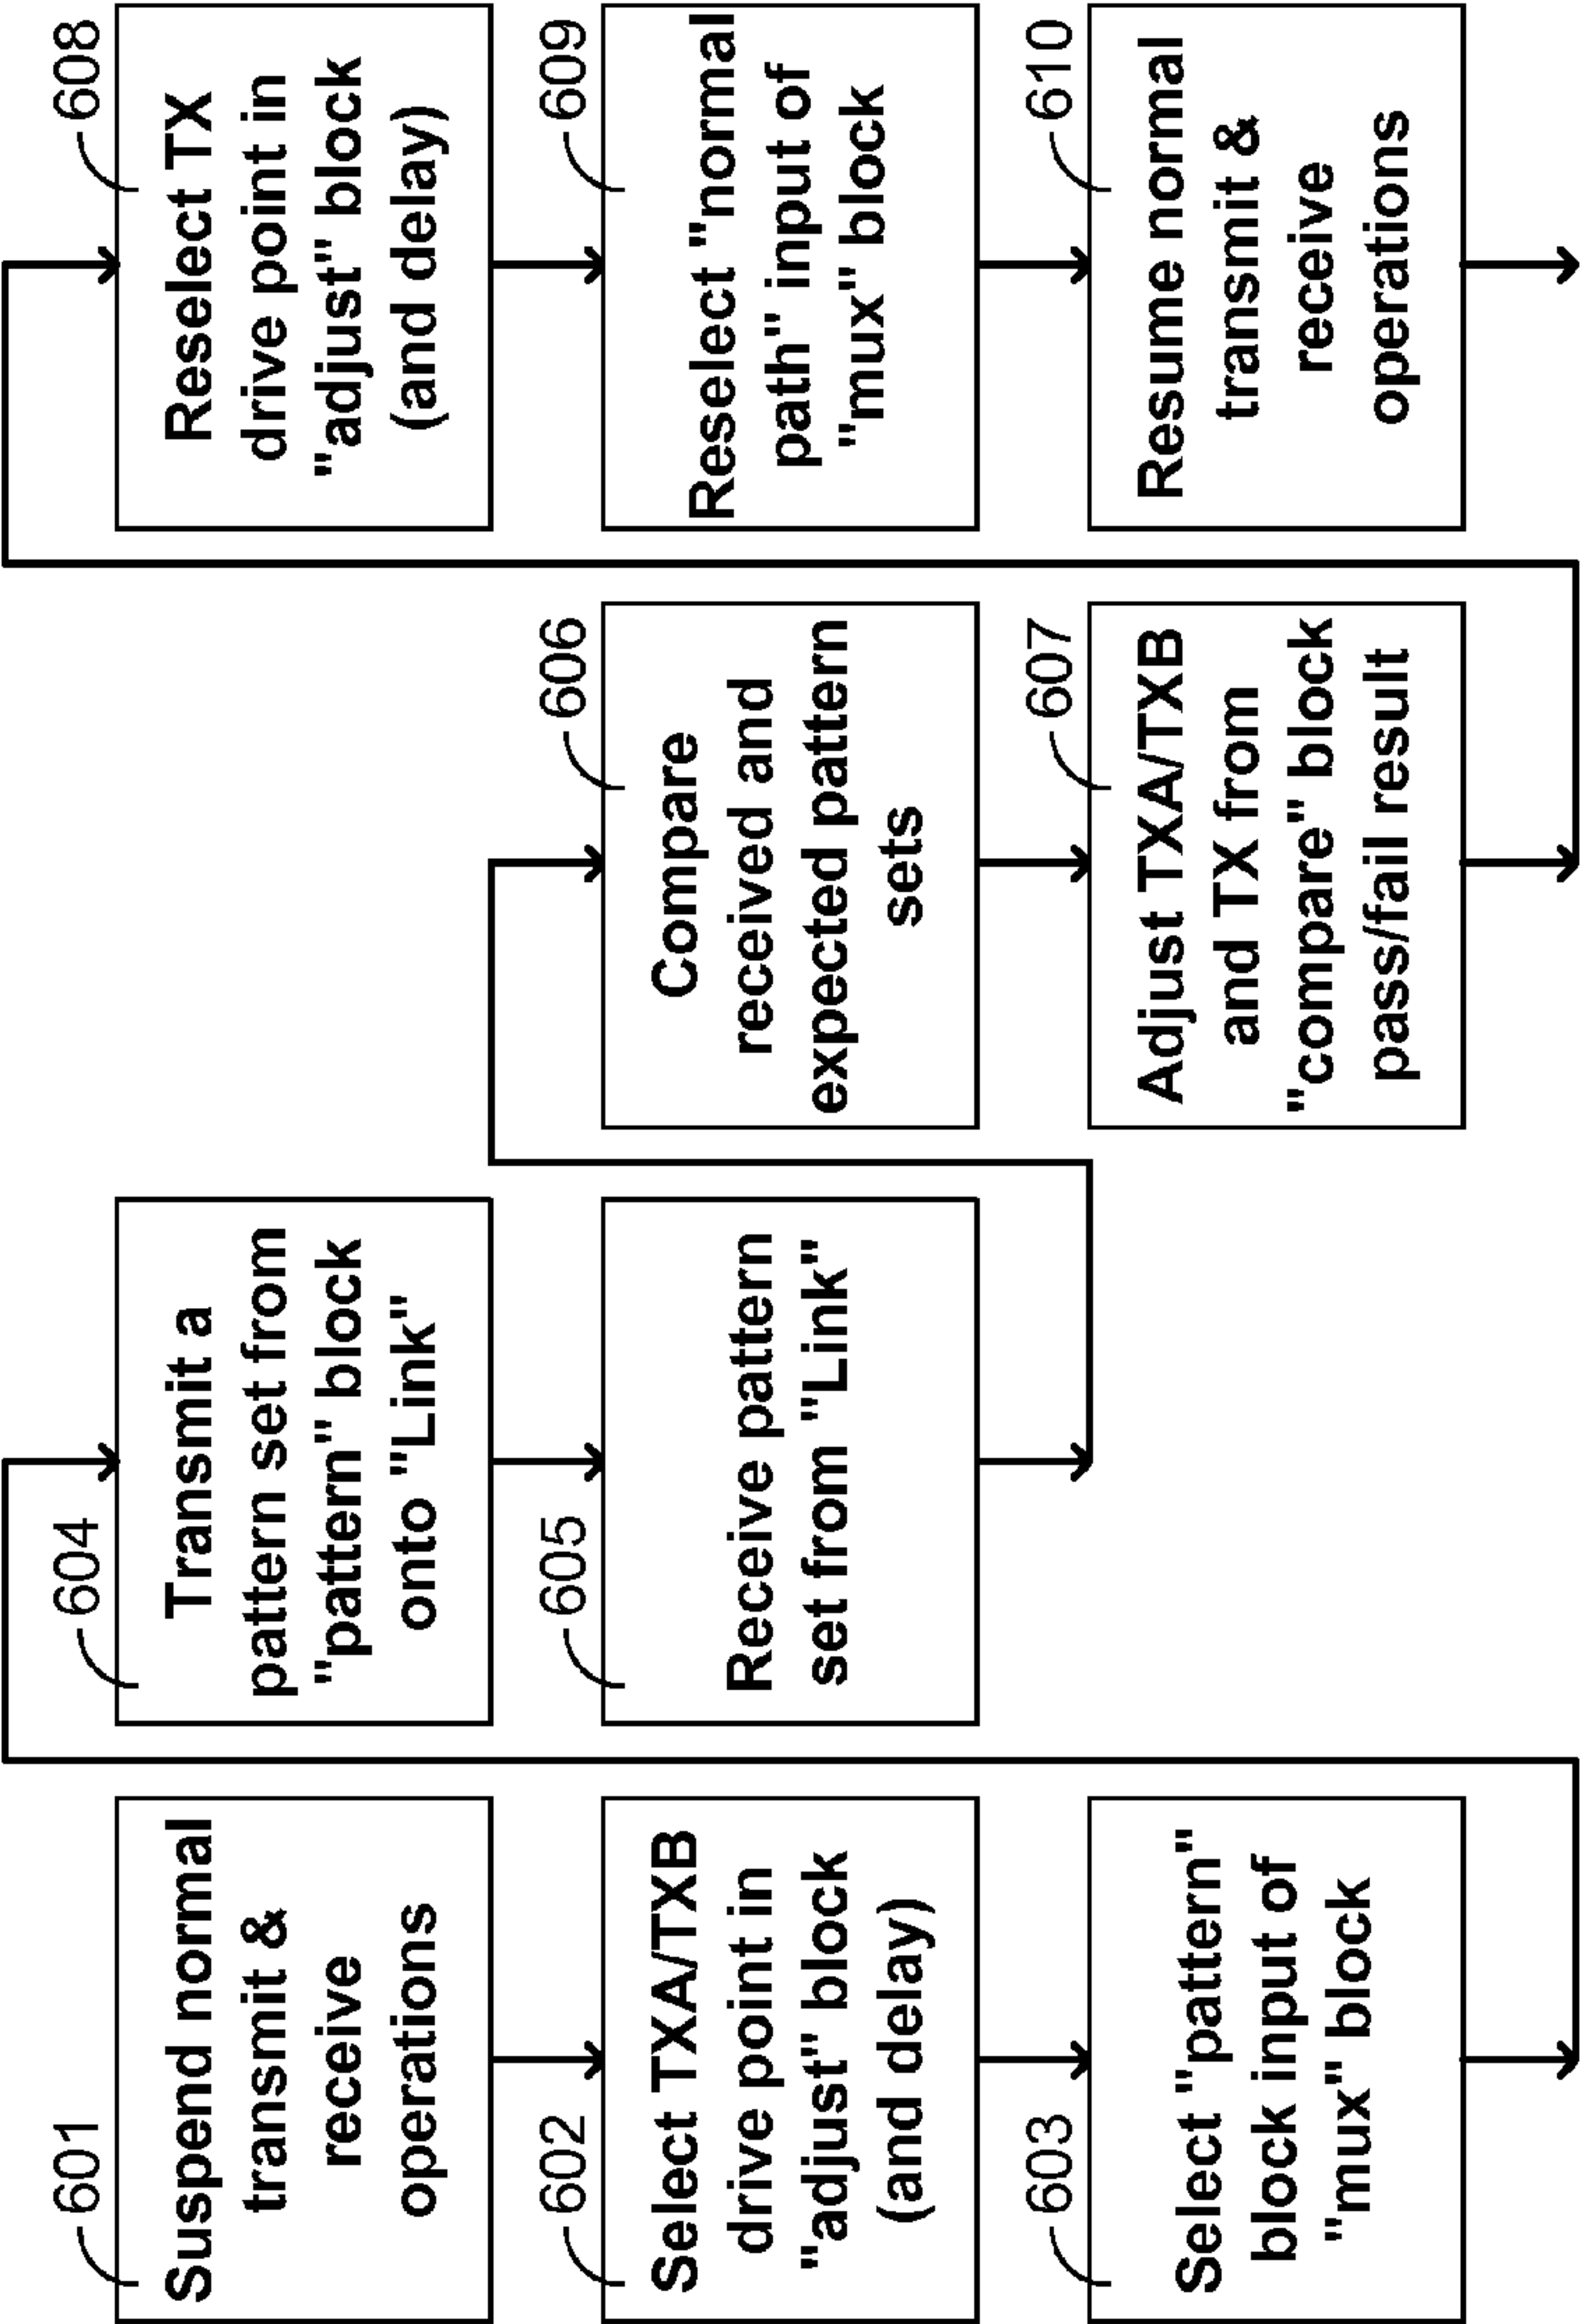 601
Suspend normal
transmit &
receive
operations
602
Select TXA/TXB
drive point in
"adjust" block
(and delay)
603
Select "pattern"
block input of
"mux" block
604
Transmit a
pattern set from
"pattern" block
onto "Link"
605
Receive pattern
set from "Link"
606
Compare
received and
expected pattern
sets
607
Adjust TXA/TXB
and TX from
"compare" block
pass/fail result
608
Reselect TX
drive point in
"adjust" block
(and delay)
609
Reselect "normal
path" input of
"mux" block
610
Resume normal
transmit &
receive
operations